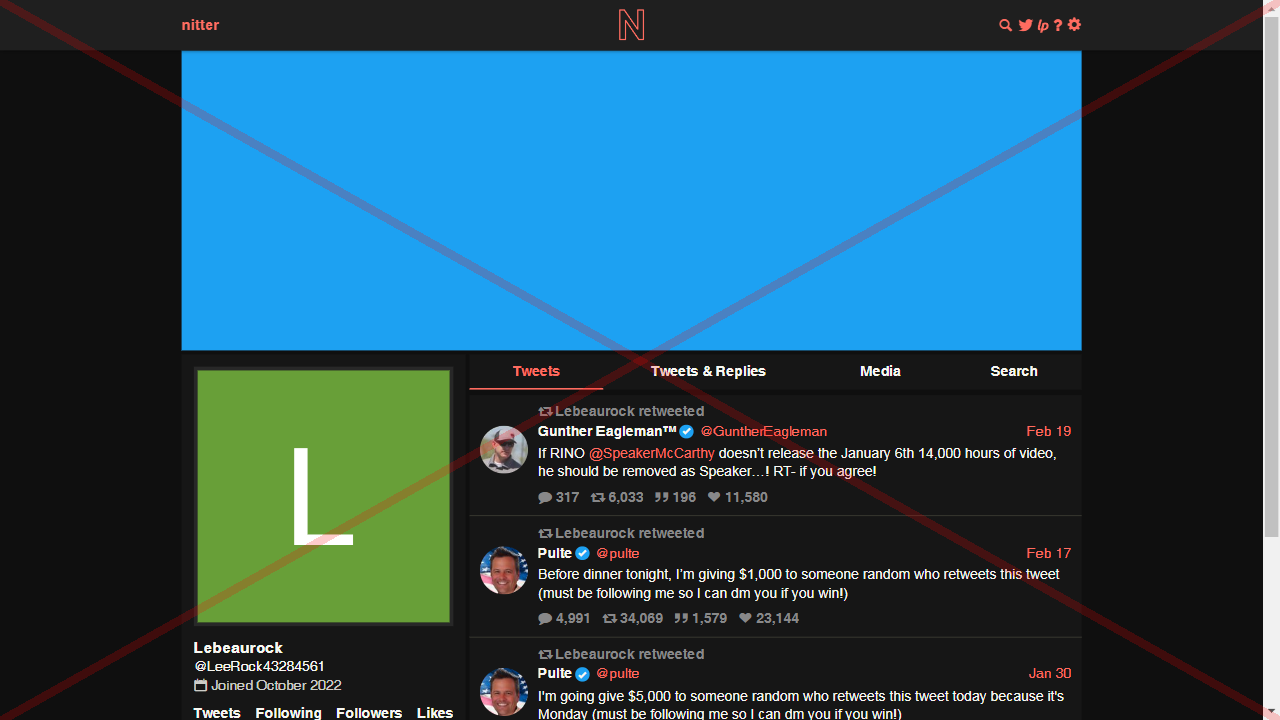 nitter
N
lp ?
Tweets
Tweets & Replies
Media
Search
Lebeaurock retweeted
Gunther Eagleman™ @GuntherEagleman Feb 19
If RINO @SpeakerMcCarthy doesn't release the January 6th 14,000 hours of video,
he should be removed as Speaker…! RT- if you agree!
317 6,033 196 11,580
Lebeaurock retweeted
Pulte @pulte Feb 17
Before dinner tonight, I'm giving $1,000 to someone random who retweets this tweet
(must be following me so I can dm you if you win!)
4,991 34,069 1,579 23,144
Lebeaurock retweeted
Pulte @pulte Jan 30
I'm going give $5,000 to someone random who retweets this tweet today because it's
Monday (must be following me so I can dm you if you win!)
L
Lebeaurock
@LeeRock43284561
Joined October 2022
Tweets Following Followers Likes